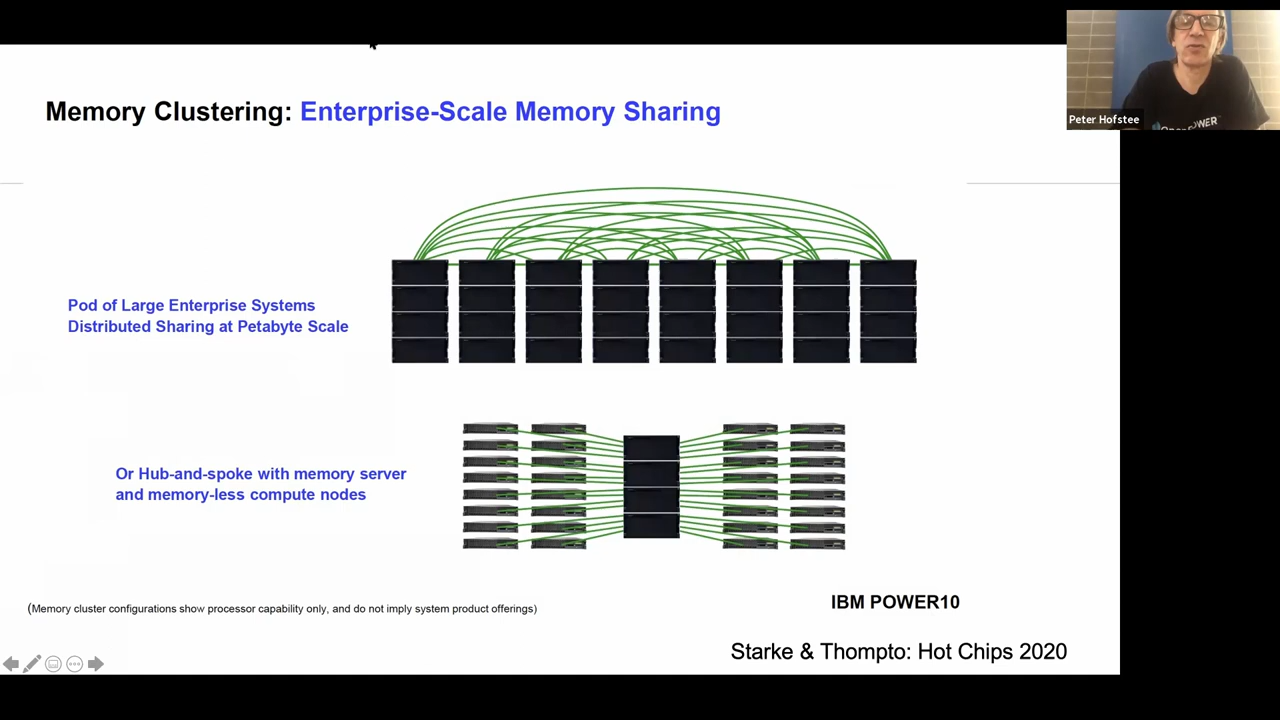 Memory Clustering: Enterprise-Scale Memory Sharing
Peter Hofstee
Pod of Large Enterprise Systems
Distributed Sharing at Petabyte Scale
Or Hub-and-spoke with memory server
and memory-less compute nodes
(Memory cluster configurations show processor capability only, and do not imply system product offerings)
IBM POWER10
Starke & Thompto: Hot Chips 2020